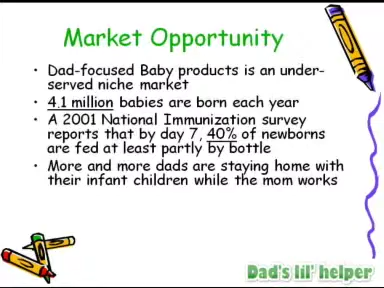 Market Opportunity
• Dad-focused Baby products is an under-
served niche market
• 4.1 million babies are born each year
• A 2001 National Immunization survey
reports that by day 7, 40% of newborns
are fed at least partly by bottle
• More and more dads are staying home with
their infant children while the mom works
Dad's lil' helper